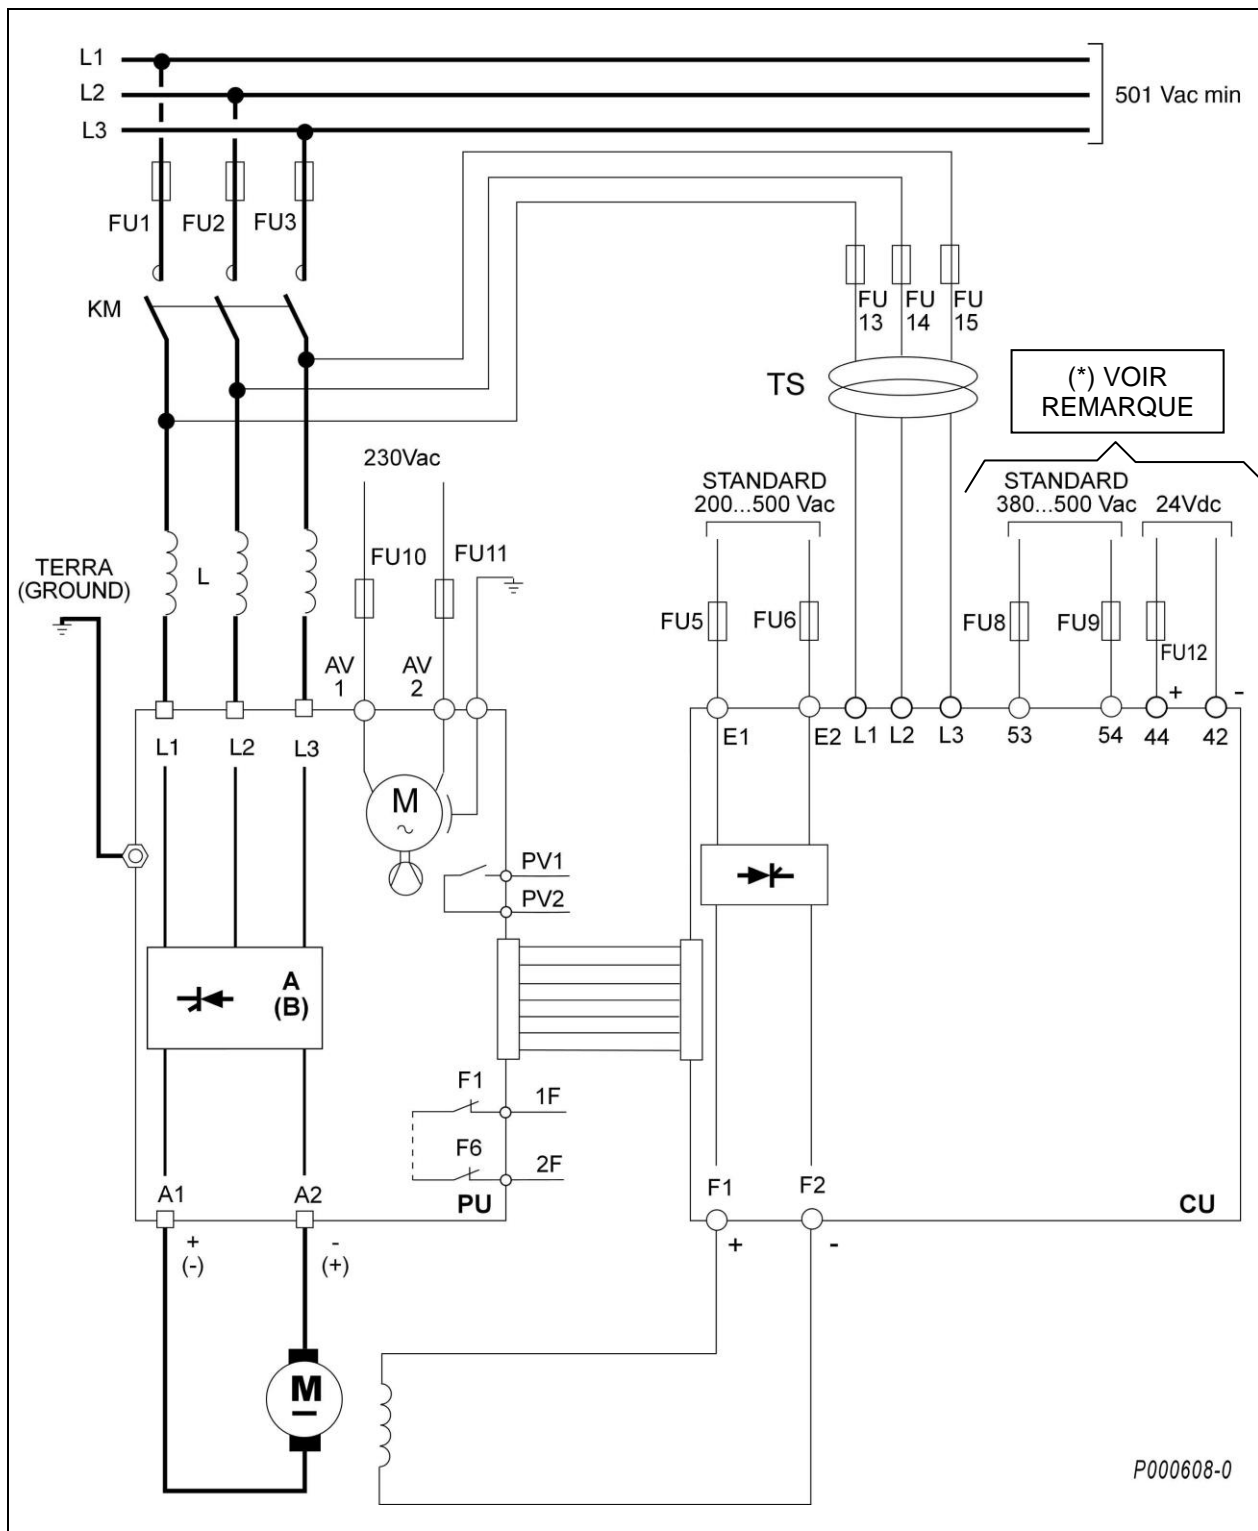 L1
L2
L3
501 Vac min
FU1
FU2
FU3
KM
FU
13
FU
14
FU
15
TS
(*) VOIR
REMARQUE
230Vac
STANDARD
200...500 Vac
STANDARD
380...500 Vac
24Vdc
TERRA
(GROUND)
L
FU10
FU11
FU5
FU6
FU8
FU9
FU12
AV
1
AV
2
+
-
L1
L2
L3
E1
E2
L1
L2
L3
53
54
44
42
M
~
PV1
PV2
A
(B)
F1
1F
F6
2F
A1
A2
PU
F1
F2
CU
+
(-)
-
(+)
+
-
M
P000608-0